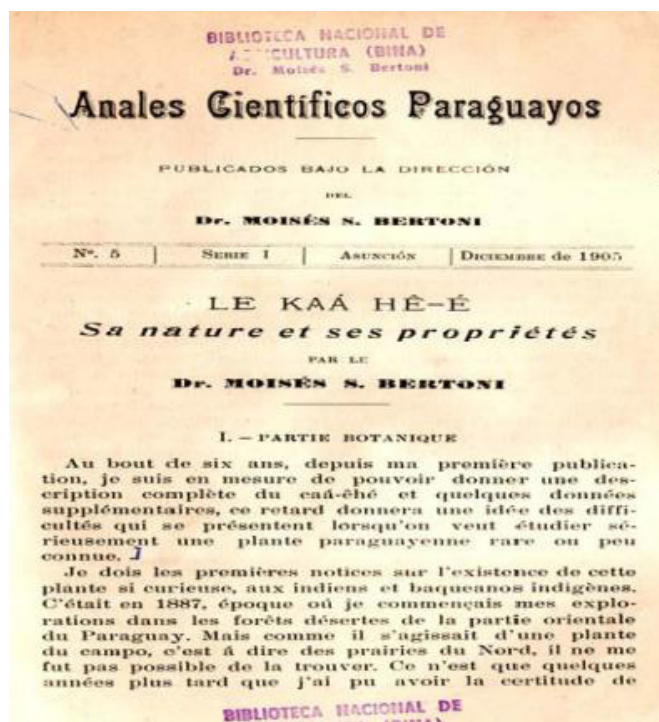 BIBLIOTECA NACIONAL DE
CULTURA (BINA)
Dr. Moisés S. Bertoni
Anales Científicos Paraguayos
PUBLICADOS BAJO LA DIRECCIÓN
DEL
Dr. MOISÉS S. BERTONI
Nº. 5 | SERIE I | ASUNCIÓN | DICIEMBRE de 1905
LE KAÁ HÊ-É
Sa nature et ses propriétés
PAR LE
Dr. MOISÉS S. BERTONI
I. – PARTIE BOTANIQUE
Au bout de six ans, depuis ma première publica-
tion, je suis en mesure de pouvoir donner une des-
cription complète du caá-êhé et quelques données
supplémentaires, ce retard donnera une idée des diffi-
cultés qui se présentent lorsqu'on veut étudier sé-
rieusement une plante paraguayenne rare ou peu
connue.
Je dois les premières notices sur l'existence de cette
plante si curieuse, aux indiens et baqueanos indigènes.
C'était en 1887, époque où je commençais mes explo-
rations dans les forêts désertes de la partie orientale
du Paraguay. Mais comme il s'agissait d'une plante
du campo, c'est á dire des prairies du Nord, il ne me
fut pas possible de la trouver. Ce n'est que quelques
années plus tard que j'ai pu avoir la certitude de
BIBLIOTECA NACIONAL DE